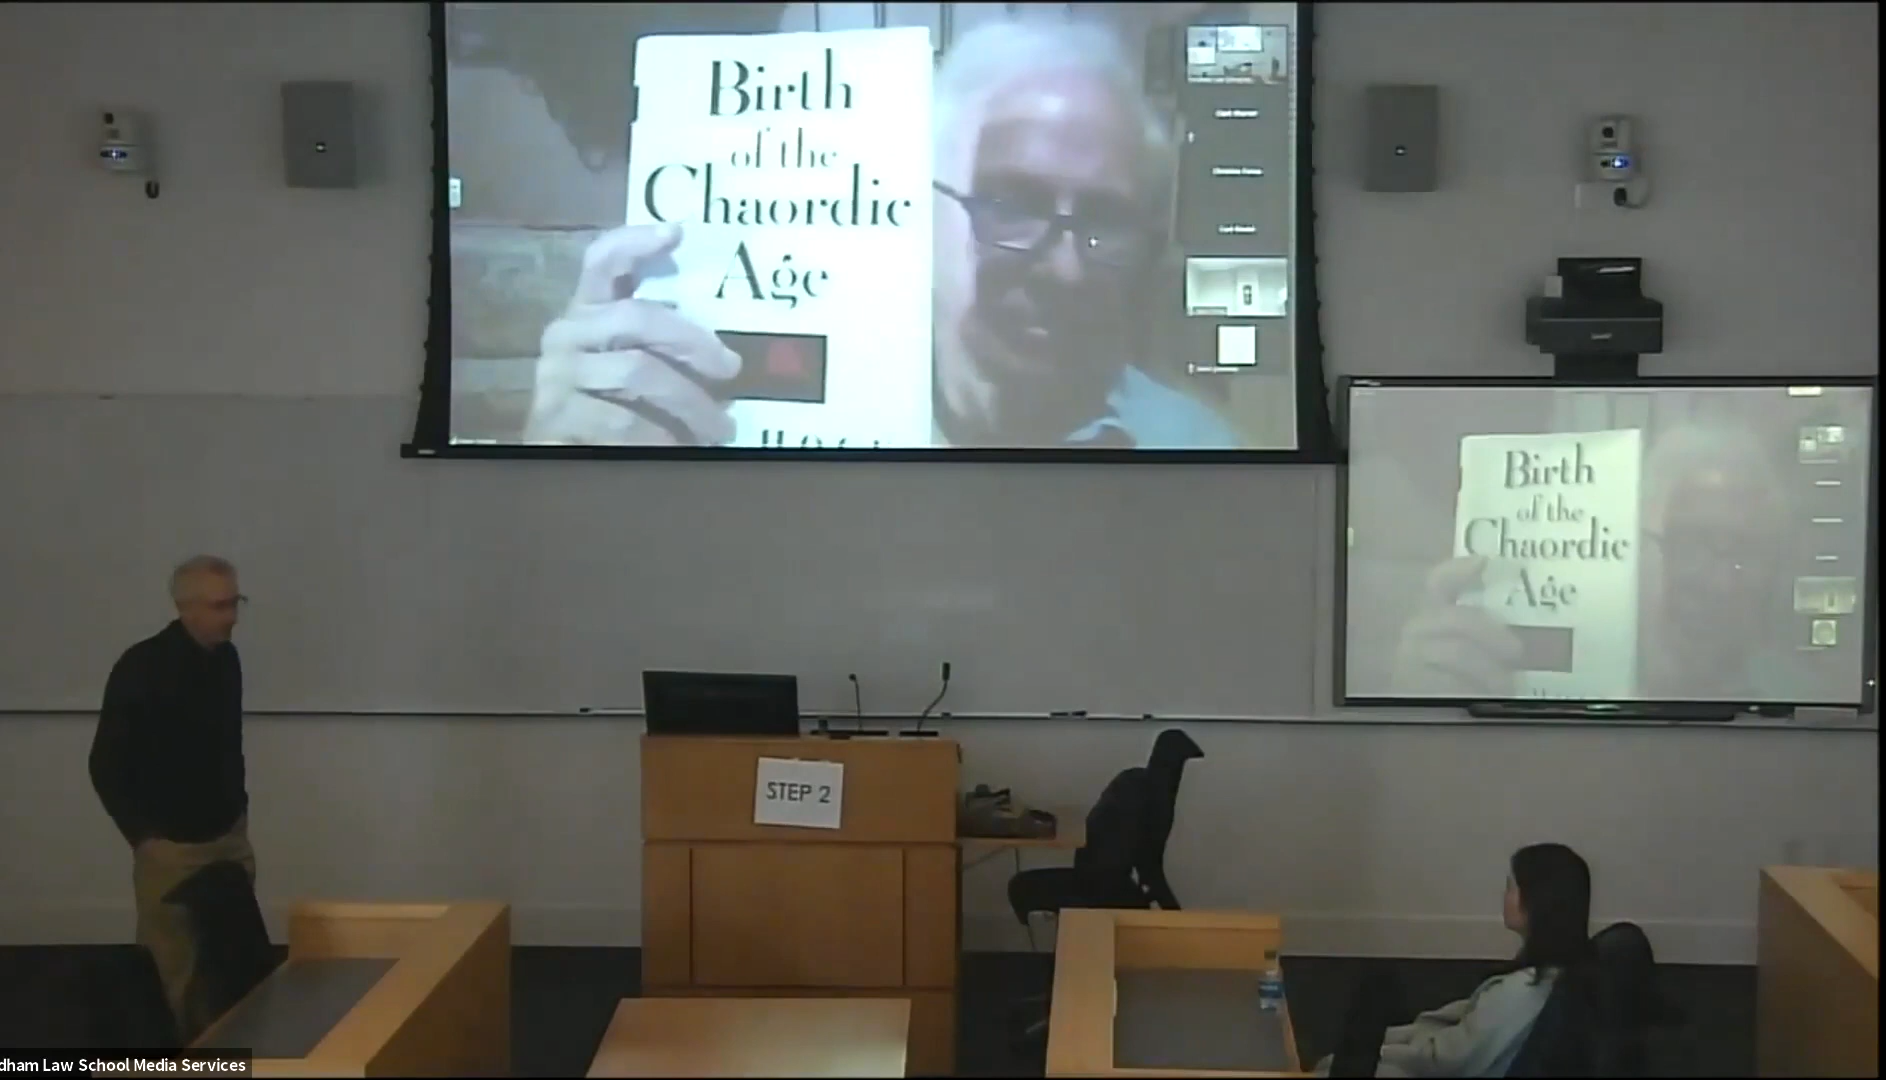 Birth
of the
Chaordic
Age
Birth
of the
Chaordic
Age
STEP 2
dham Law School Media Services